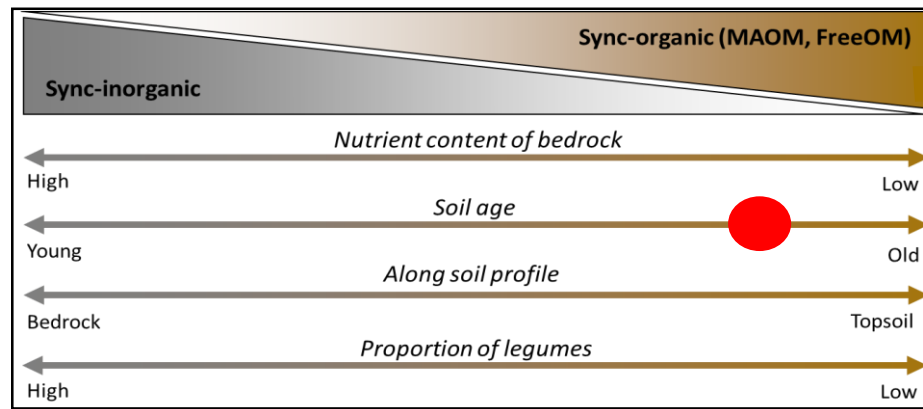 Sync-organic (MAOM, FreeOM)
Sync-inorganic
Nutrient content of bedrock
High Low
Soil age
Young Old
Along soil profile
Bedrock Topsoil
Proportion of legumes
High Low